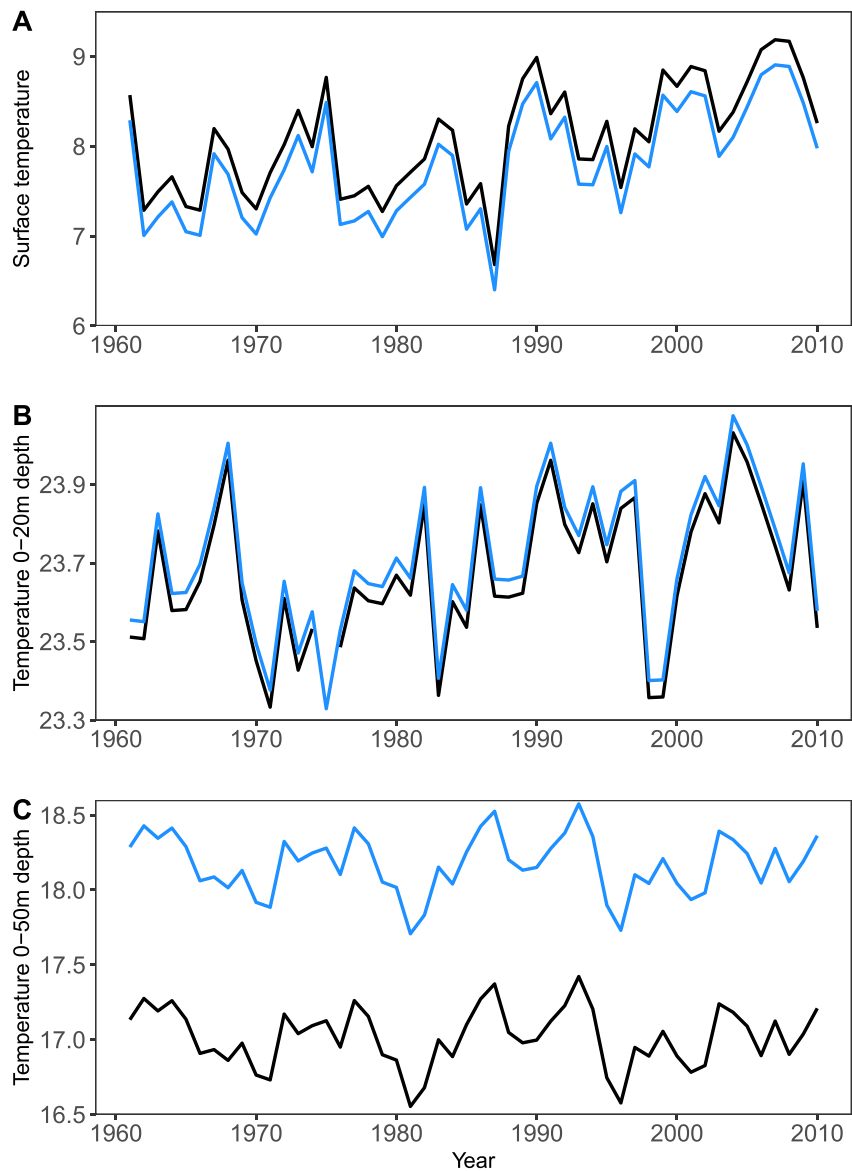 A
Surface temperature
9
8
7
6
1960 1970 1980 1990 2000 2010
B
Temperature 0−20m depth
23.9
23.7
23.5
23.3
1960 1970 1980 1990 2000 2010
C
Temperature 0−50m depth
18.5
18.0
17.5
17.0
16.5
1960 1970 1980 1990 2000 2010
Year